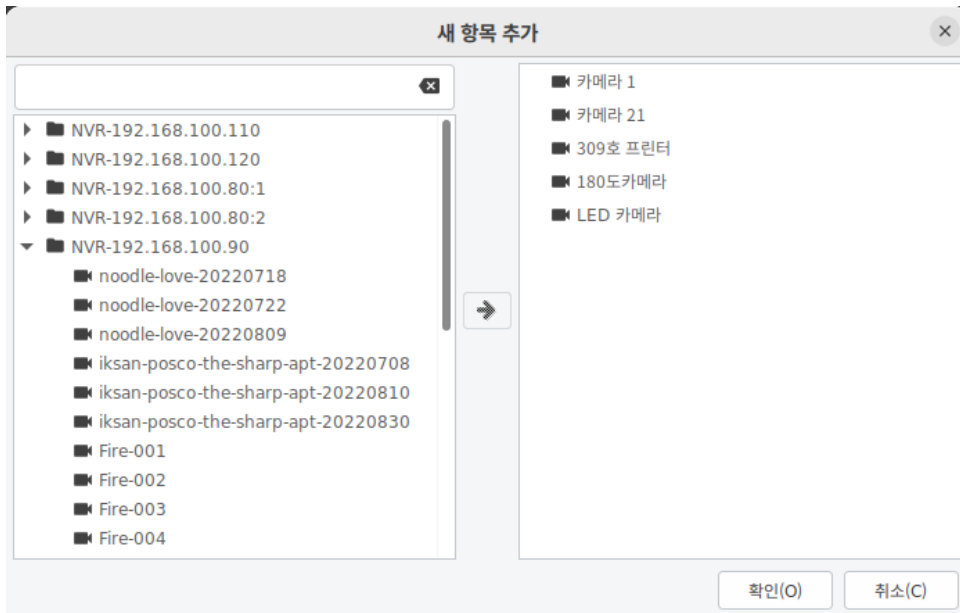 새 항목 추가
NVR-192.168.100.110
NVR-192.168.100.120
NVR-192.168.100.80:1
NVR-192.168.100.80:2
NVR-192.168.100.90
noodle-love-20220718
noodle-love-20220722
noodle-love-20220809
iksan-posco-the-sharp-apt-20220708
iksan-posco-the-sharp-apt-20220810
iksan-posco-the-sharp-apt-20220830
Fire-001
Fire-002
Fire-003
Fire-004
카메라 1
카메라 21
309호 프린터
180도카메라
LED 카메라
확인(O)
취소(C)